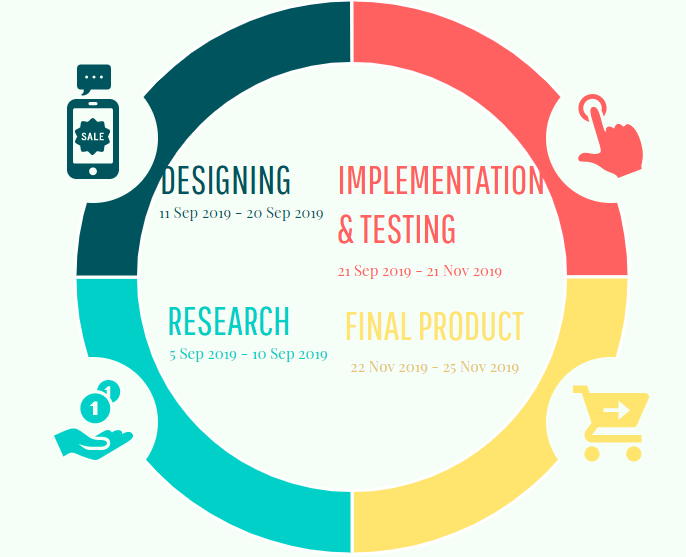 SALE
DESIGNING
11 Sep 2019 - 20 Sep 2019
IMPLEMENTATION
& TESTING
21 Sep 2019 - 21 Nov 2019
RESEARCH
5 Sep 2019 - 10 Sep 2019
FINAL PRODUCT
22 Nov 2019 - 25 Nov 2019
1
1